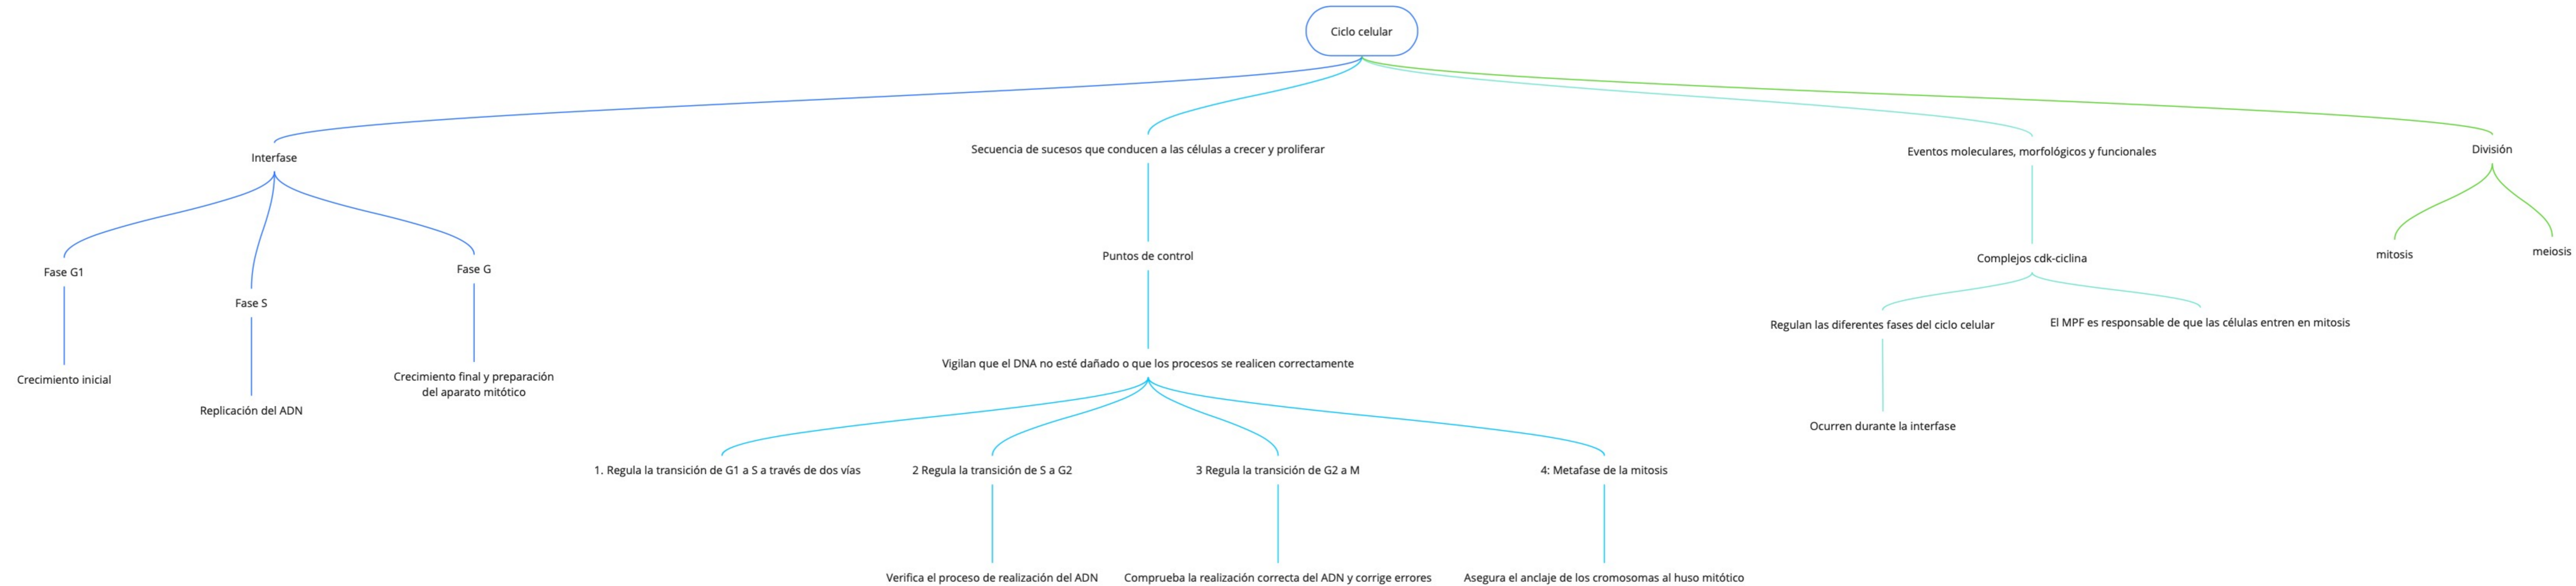 Ciclo celular
Interfase
Secuencia de sucesos que conducen a las células a crecer y proliferar
Eventos moleculares, morfológicos y funcionales
División
Fase G1
Fase S
Fase G
Puntos de control
Complejos cdk-ciclina
mitosis
meiosis
Crecimiento inicial
Replicación del ADN
Crecimiento final y preparación
del aparato mitótico
Vigilan que el DNA no esté dañado o que los procesos se realicen correctamente
Regulan las diferentes fases del ciclo celular
El MPF es responsable de que las células entren en mitosis
Ocurren durante la interfase
1. Regula la transición de G1 a S a través de dos vías
2 Regula la transición de S a G2
3 Regula la transición de G2 a M
4: Metafase de la mitosis
Verifica el proceso de realización del ADN
Comprueba la realización correcta del ADN y corrige errores
Asegura el anclaje de los cromosomas al huso mitótico